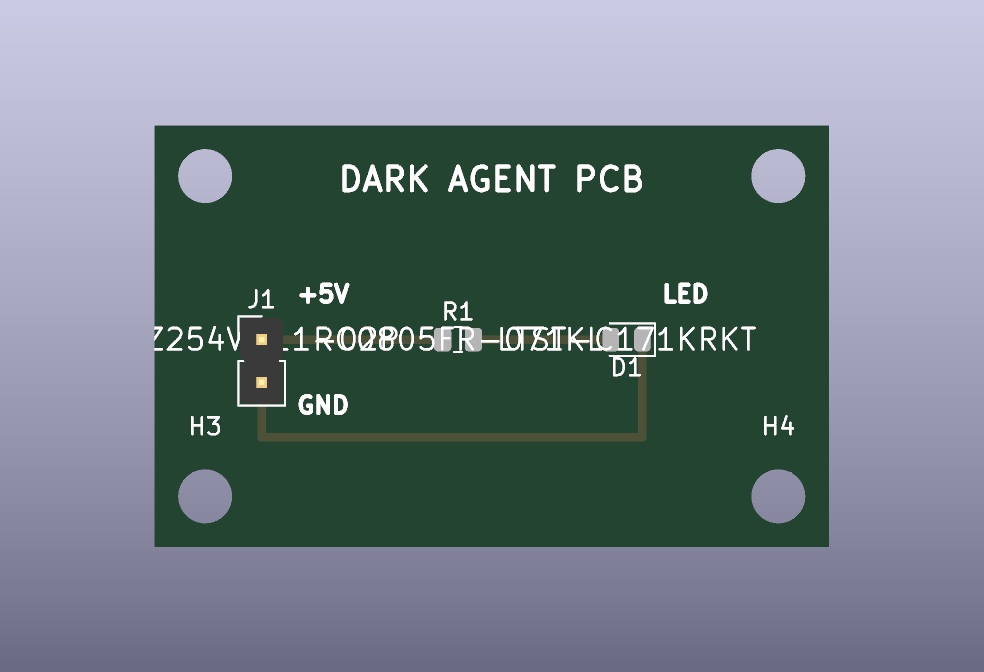 DARK AGENT PCB
+5V
LED
J1
R1
D1
GND
H3
H4